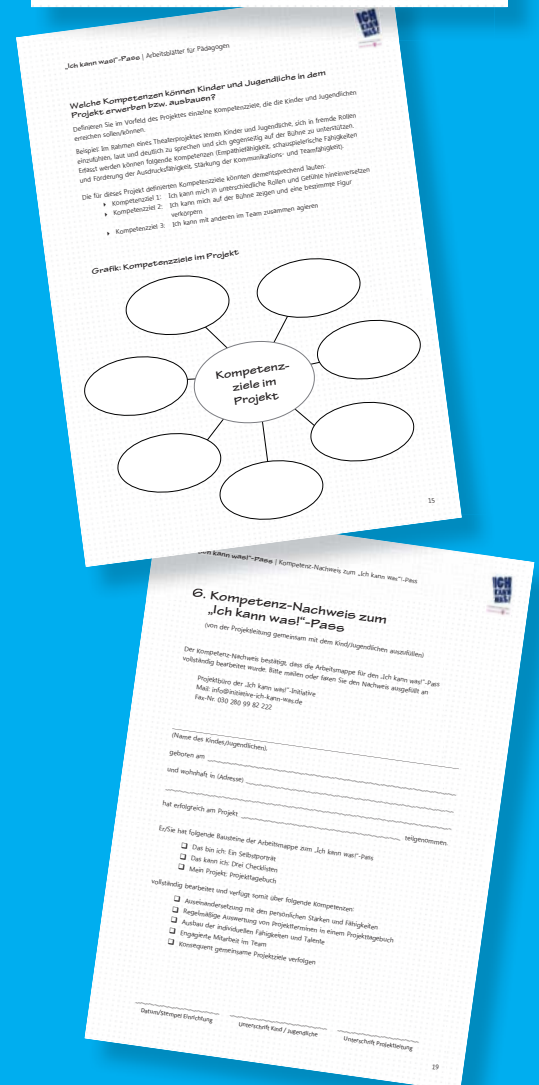 ICH
KANN
WAS!
„Ich kann was!“-Pass | Arbeitsblätter für Pädagogen
Welche Kompetenzen können Kinder und Jugendliche in dem
Projekt erwerben bzw. ausbauen?
Definieren Sie im Vorfeld des Projektes einzelne Kompetenzziele, die die Kinder und Jugendlichen
erreichen sollen/können.
Beispiel: Im Rahmen eines Theaterprojektes lernen Kinder und Jugendliche, sich in fremde Rollen
einzufühlen, laut und deutlich zu sprechen und sich gegenseitig auf der Bühne zu unterstützen.
Erfasst werden können folgende Kompetenzen (Empathiefähigkeit, schauspielerische Fähigkeiten
und Förderung der Ausdrucksfähigkeit, Stärkung der Kommunikations- und Teamfähigkeit).
Die für dieses Projekt definierten Kompetenzziele könnten dementsprechend lauten:
Kompetenzziel 1: Ich kann mich in unterschiedliche Rollen und Gefühle hineinversetzen
Kompetenzziel 2: Ich kann mich auf der Bühne zeigen und eine bestimmte Figur
verkörpern
Kompetenzziel 3: Ich kann mit anderen im Team zusammen agieren
Grafik: Kompetenzziele im Projekt
Kompetenz-
ziele im
Projekt
15
kann was!“-Pass | Kompetenz-Nachweis zum „Ich kann was“!-Pass
ICH
KANN
WAS!
6. Kompetenz-Nachweis zum
„Ich kann was!“-Pass
(von der Projektleitung gemeinsam mit dem Kind/Jugendlichen auszufüllen)
Der Kompetenz-Nachweis bestätigt, dass die Arbeitsmappe für den „Ich kann was!“-Pass
vollständig bearbeitet wurde. Bitte mailen oder faxen Sie den Nachweis ausgefüllt an
Projektbüro der „Ich kann was!“-Initiative
Mail: info@initiative-ich-kann-was.de
Fax-Nr. 030 280 99 82 222
(Name des Kindes/Jugendlichen),
geboren am
und wohnhaft in (Adresse)
hat erfolgreich am Projekt teilgenommen.
Er/Sie hat folgende Bausteine der Arbeitsmappe zum „Ich kann was!“-Pass
Das bin ich: Ein Selbstporträt
Das kann ich: Drei Checklisten
Mein Projekt: Projekttagebuch
vollständig bearbeitet und verfügt somit über folgende Kompetenzen:
Auseinandersetzung mit den persönlichen Stärken und Fähigkeiten
Regelmäßige Auswertung von Projektterminen in einem Projekttagebuch
Ausbau der individuellen Fähigkeiten und Talente
Engagierte Mitarbeit im Team
Konsequent gemeinsame Projektziele verfolgen
Datum/Stempel Einrichtung
Unterschrift Kind / Jugendliche
Unterschrift Projektleitung
19